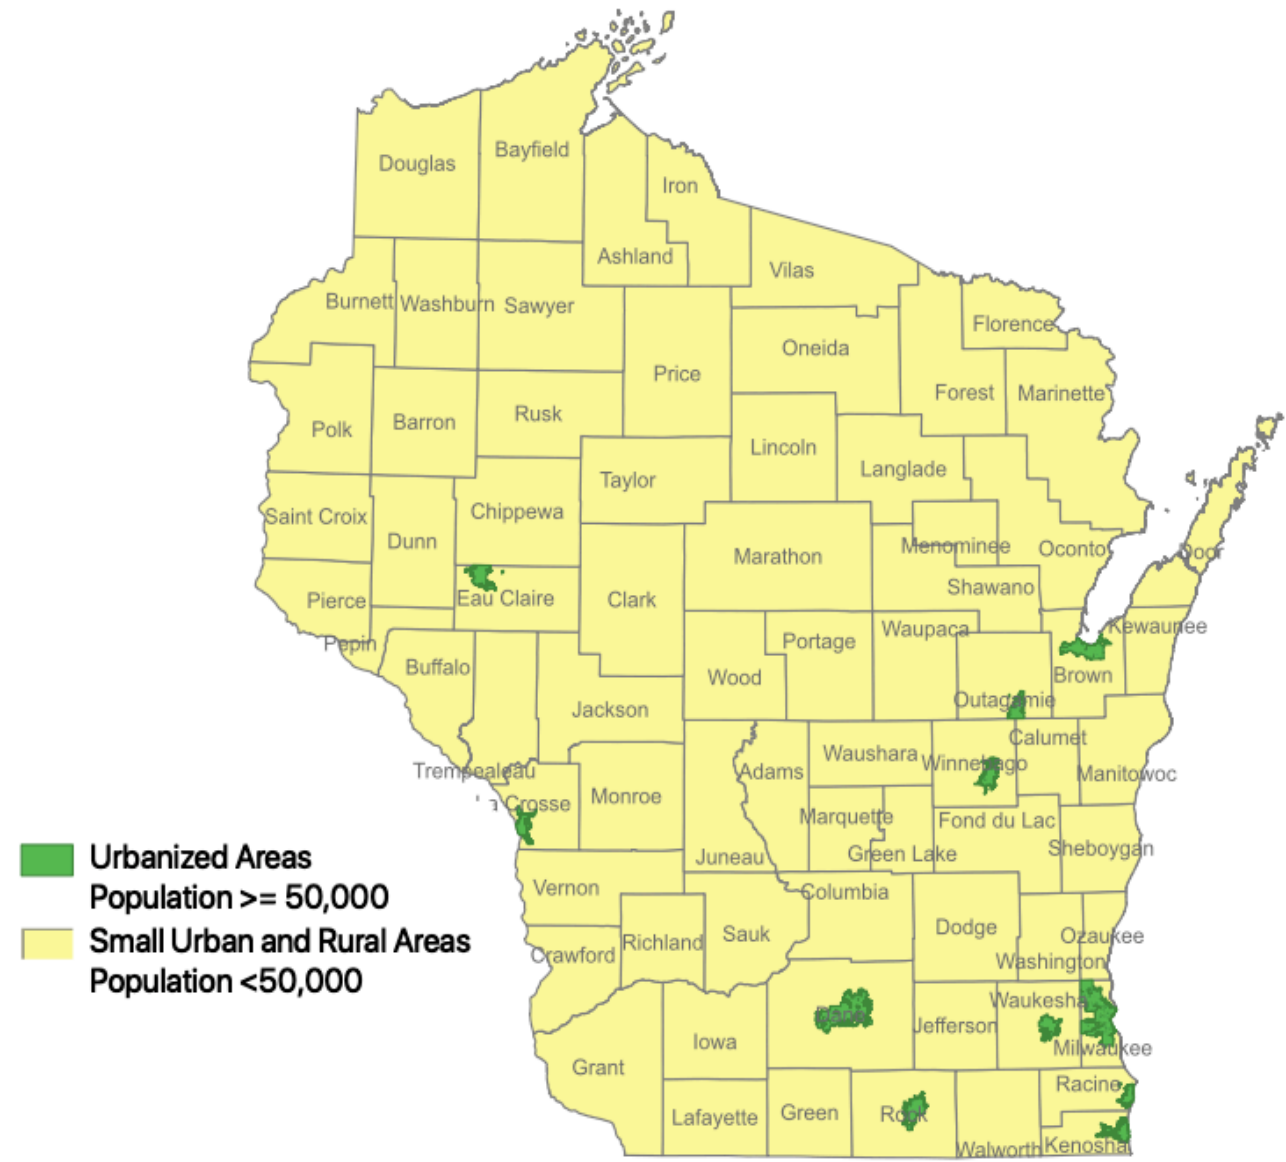 Douglas
Bayfield
Iron
Ashland
Vilas
Burnett
Washburn
Sawyer
Florence
Oneida
Price
Forest
Marinette
Polk
Barron
Rusk
Lincoln
Langlade
Taylor
Saint Croix
Chippewa
Dunn
Menominee
Oconto
Door
Marathon
Shawano
Pierce
Eau Claire
Clark
Waupaca
Kewaunee
Pepin
Portage
Buffalo
Wood
Brown
Outagamie
Jackson
Calumet
Waushara
Winnebago
Trempealeau
Adams
Manitowoc
Crosse
Monroe
Marquette
Fond du Lac
Juneau
Green Lake
Sheboygan
Urbanized Areas
Population >= 50,000
Small Urban and Rural Areas
Population <50,000
Vernon
Columbia
Dodge
Richland
Sauk
Ozaukee
Crawford
Washington
Waukesha
Dane
Jefferson
Iowa
Milwaukee
Grant
Racine
Lafayette
Green
Rock
Walworth
Kenosha